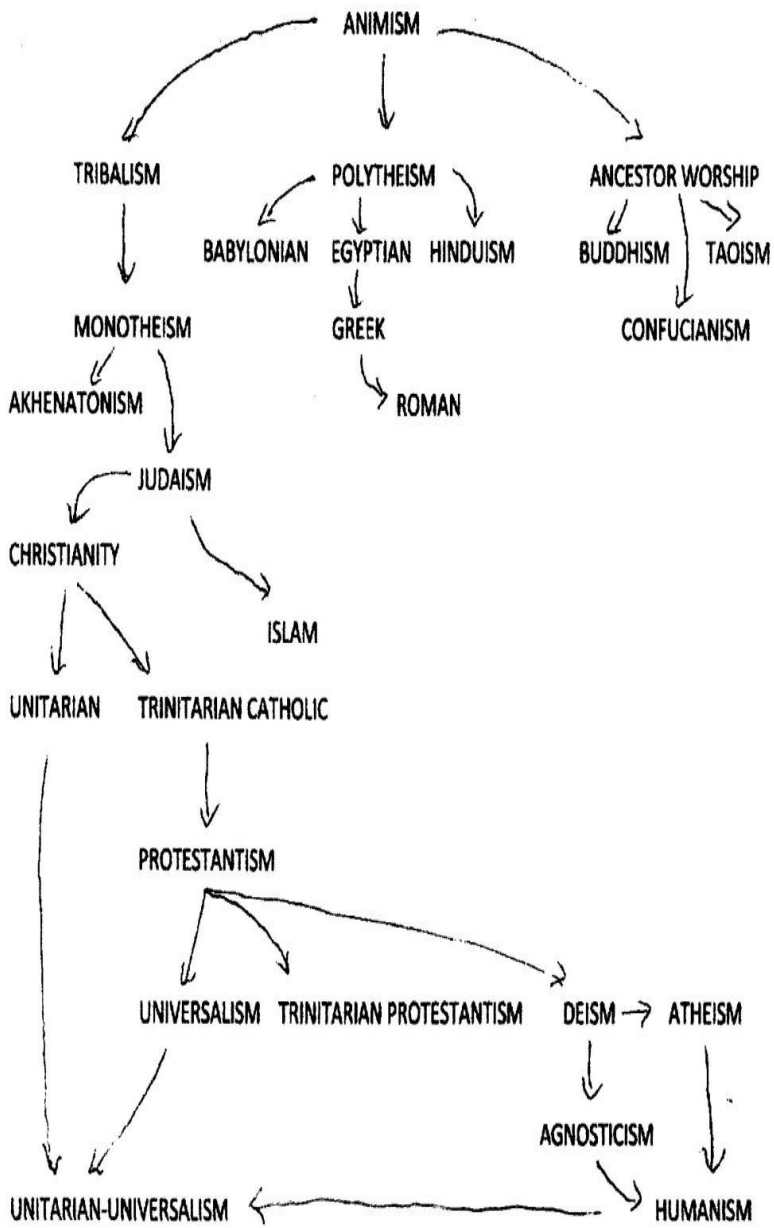 ANIMISM
TRIBALISM POLYTHEISM ANCESTOR WORSHIP
BABYLONIAN EGYPTIAN HINDUISM BUDDHISM TAOISM
MONOTHEISM GREEK CONFUCIANISM
AKHENATONISM ROMAN
JUDAISM
CHRISTIANITY
ISLAM
UNITARIAN TRINITARIAN CATHOLIC
PROTESTANTISM
UNIVERSALISM TRINITARIAN PROTESTANTISM DEISM ATHEISM
AGNOSTICISM
UNITARIAN-UNIVERSALISM HUMANISM